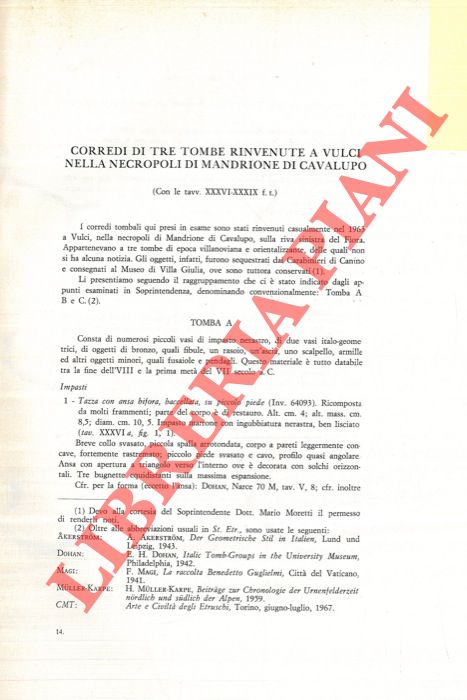 CORREDI DI TRE TOMBE RINVENUTE A VULCI
NELLA NECROPOLI DI MANDRIONE DI CAVALUPO
(Con le tavv. XXXVI-XXXIX f. t.)
I corredi tombali qui presi in esame sono stati rinvenuti casualmente nel 1965
a Vulci, nella necropoli di Mandrione di Cavalupo, sulla riva sinistra del Fiora.
Appartenevano a tre tombe di epoca villanoviana e orientalizzante, delle quali non
si ha alcuna notizia. Gli oggetti, infatti, furono sequestrati dai Carabinieri di Canino
e consegnati al Museo di Villa Giulia, ove sono tuttora conservati (1).
Li presentiamo seguendo il raggruppamento che ci è stato indicato dagli ap-
punti esaminati in Soprintendenza, denominando convenzionalmente: Tomba A
B e C. (2).
TOMBA A
Consta di numerosi piccoli vasi di impasto nerastro, di due vasi italo-geome
trici, di oggetti di bronzo, quali fibule, un rasoio, un'ascia, uno scalpello, armille
ed altri oggetti minori, quali fusaiole e pendagli. Questo materiale è tutto databile
tra la fine dell'VIII e la prima metà del VII secolo a. C.
Impasti
1 - Tazza con ansa bifora, baccellata, su piccolo piede (Inv. 64093). Ricomposta
da molti frammenti; parte del corpo è di restauro. Alt. cm. 4; alt. mass. cm.
8,5; diam. cm. 10, 5. Impasto marrone con ingubbiatura nerastra, ben lisciato
(tav. XXXVI a, fig. 1, 1).
Breve collo svasato, piccola spalla arrotondata, corpo a pareti leggermente con-
cave, fortemente rastremato, piccolo piede svasato e cavo, profilo quasi angolare.
Ansa con apertura a triangolo verso l'interno ove è decorata con solchi orizzon-
tali. Tre bugnette equidistanti sulla massima espansione.
Cfr. per la forma (eccetto l'ansa): DOHAN, Narce 70 M, tav. V, 8; cfr. inoltre
(1) Devo alla cortesia del Soprintendente Dott. Mario Moretti il permesso
di renderli noti.
(2) Oltre alle abbreviazioni usuali in St. Etr., sono usate le seguenti:
AKERSTRÖM: A. AKERSTRÖM, Der Geometrische Stil in Italien, Lund und
Leipzig, 1943.
DOHAN: E. H. DOHAN, Italic Tomb-Groups in the University Museum,
Philadelphia, 1942.
MAGI: F. MAGI, La raccolta Benedetto Guglielmi, Città del Vaticano,
1941.
MÜLLER-KARPE: H. MÜLLER-KARPE, Beiträge zur Chronologie der Urnenfelderzeit
nördlich und südlich der Alpen, 1959.
CMT: Arte e Civiltà degli Etruschi, Torino, giugno-luglio, 1967.
14.
LIBRERIA PIANI